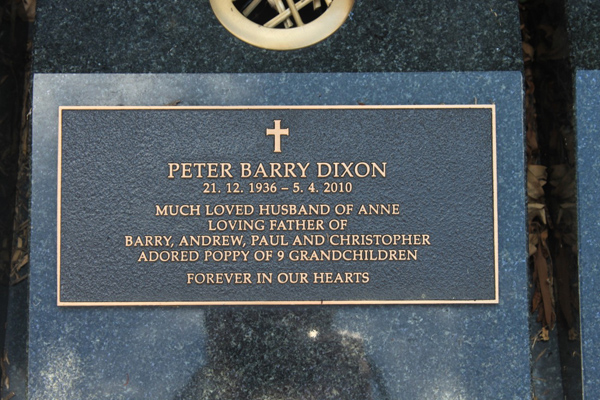 PETER BARRY DIXON
21. 12. 1936 – 5. 4. 2010
MUCH LOVED HUSBAND OF ANNE
LOVING FATHER OF
BARRY, ANDREW, PAUL AND CHRISTOPHER
ADORED POPPY OF 9 GRANDCHILDREN
FOREVER IN OUR HEARTS